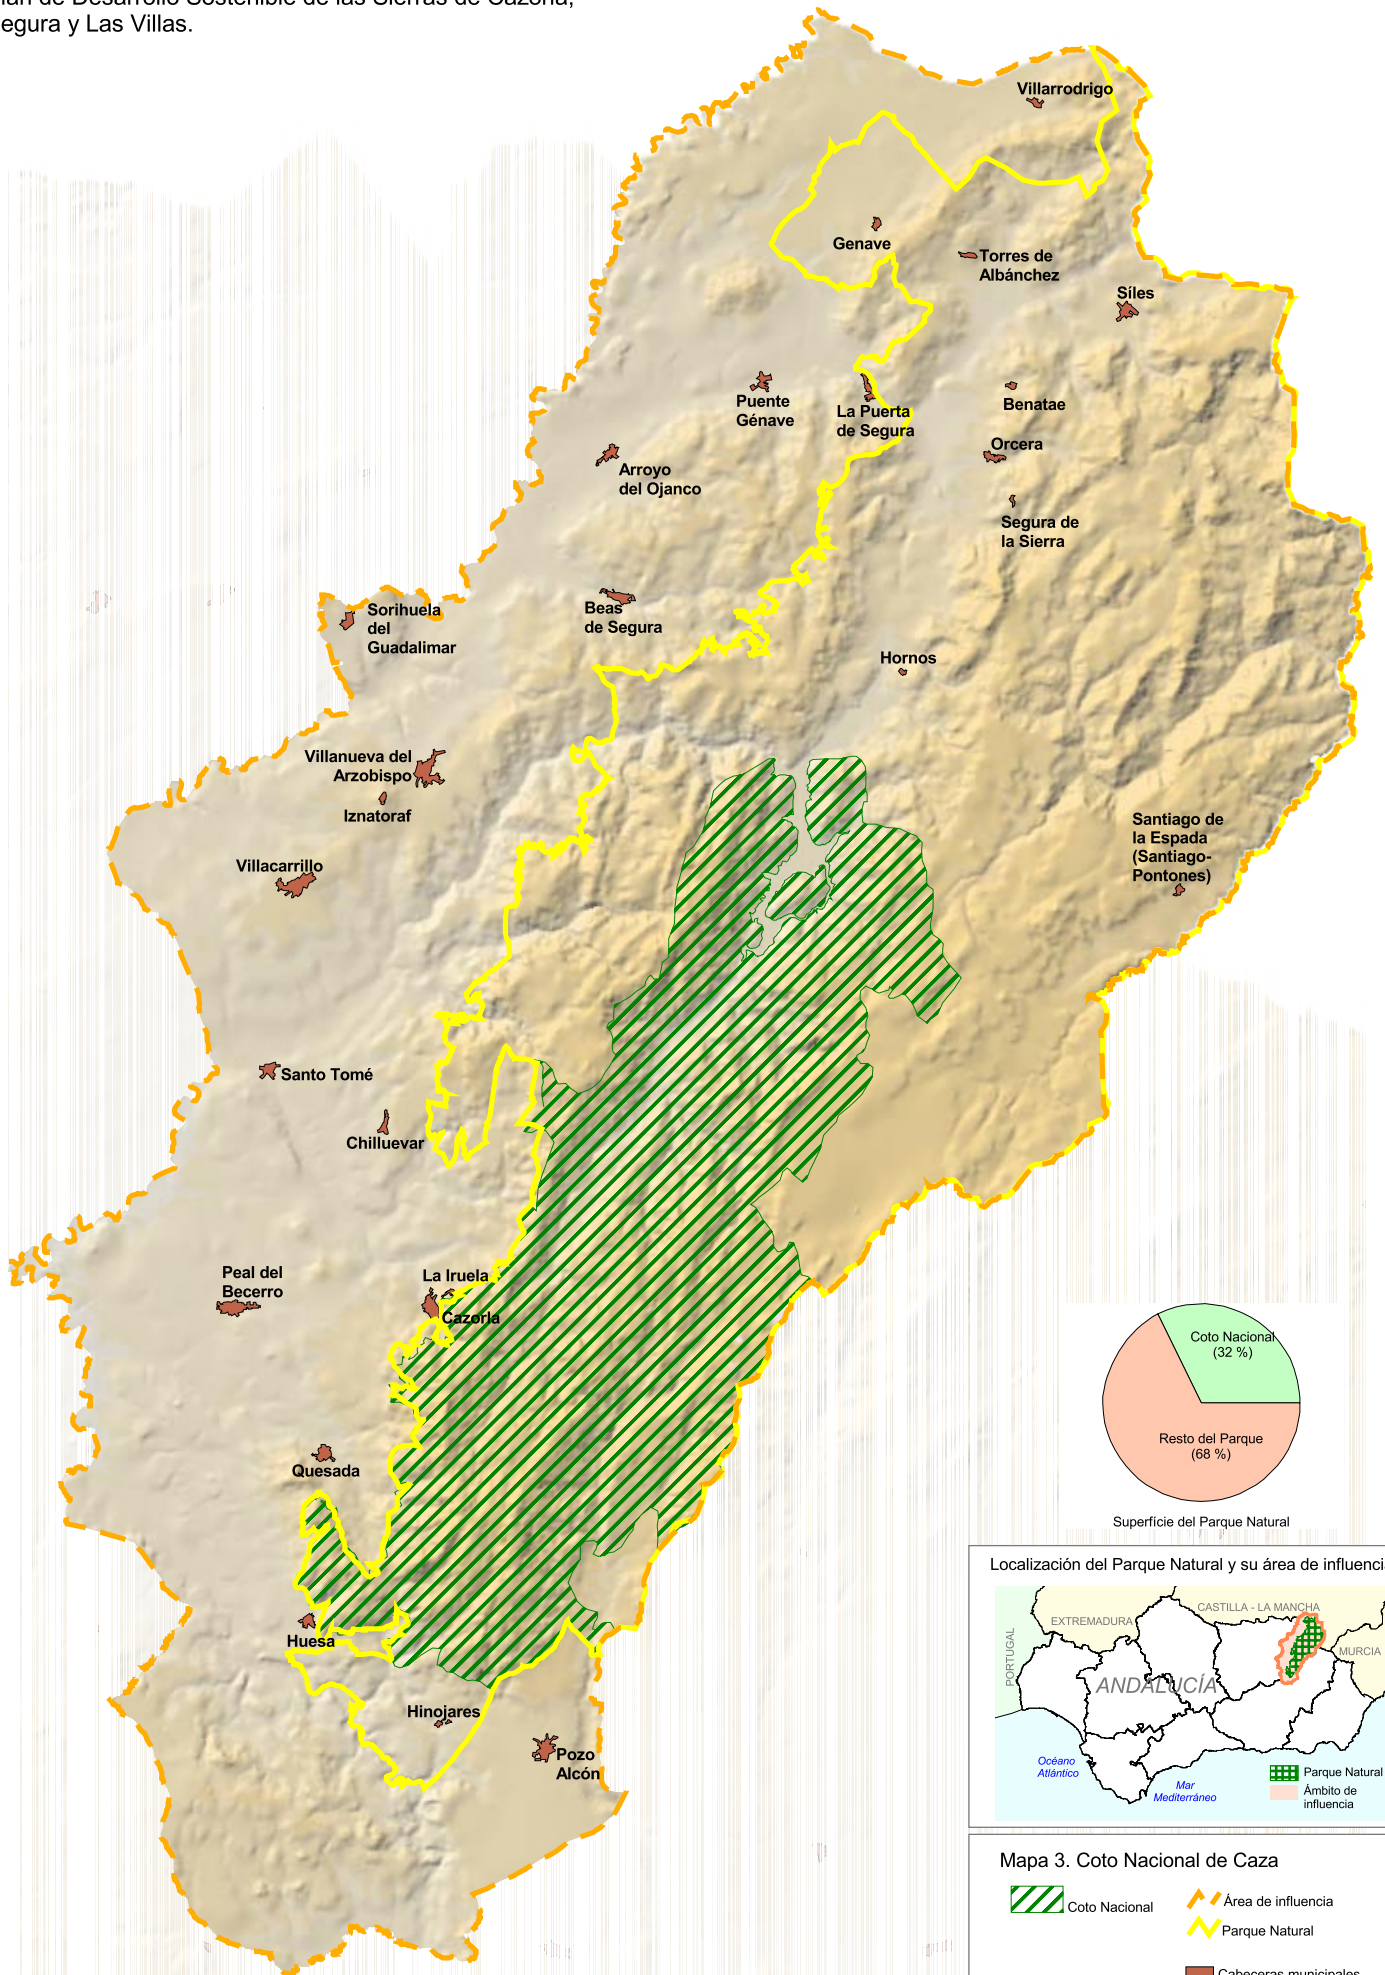 lan de Desarrollo Sostenible de las Sierras de Cazorla,
egura y Las Villas.
Villarrodrigo
Genave
Torres de
Albánchez
Síles
Puente
Génave
La Puerta
de Segura
Benatae
Orcera
Arroyo
del Ojanco
Segura de
la Sierra
Sorihuela
del
Guadalimar
Beas
de Segura
Hornos
Villanueva del
Arzobispo
Iznatoraf
Villacarrillo
Santiago de
la Espada
(Santiago-
Pontones)
Santo Tomé
Chilluevar
Peal del
Becerro
La Iruela
Cazorla
Quesada
Huesa
Hinojares
Pozo
Alcón
Coto Nacional
(32 %)
Resto del Parque
(68 %)
Superfície del Parque Natural
Localización del Parque Natural y su área de influenci
EXTREMADURA
CASTILLA - LA MANCHA
PORTUGAL
MURCIA
ANDALUCÍA
Océano
Atlántico
Mar
Mediterráneo
Parque Natural
Ámbito de
influencia
Mapa 3. Coto Nacional de Caza
Coto Nacional
Área de influencia
Parque Natural
Cabeceras municipales